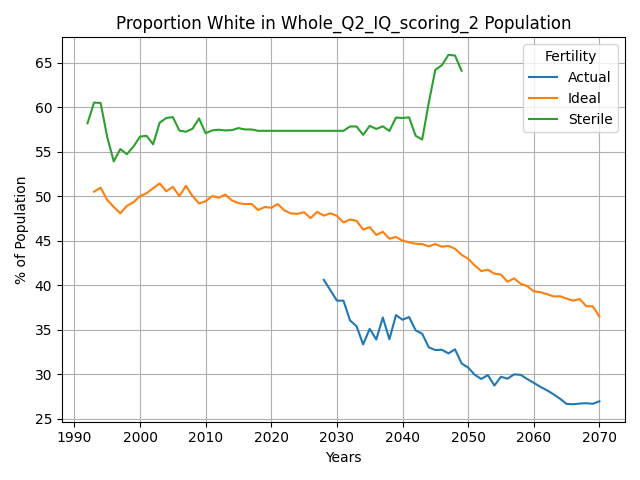 Proportion White in Whole_Q2_IQ_scoring_2 Population
Fertility
Actual
Ideal
Sterile
% of Population
65
60
55
50
45
40
35
30
25
1990 2000 2010 2020 2030 2040 2050 2060 2070
Years